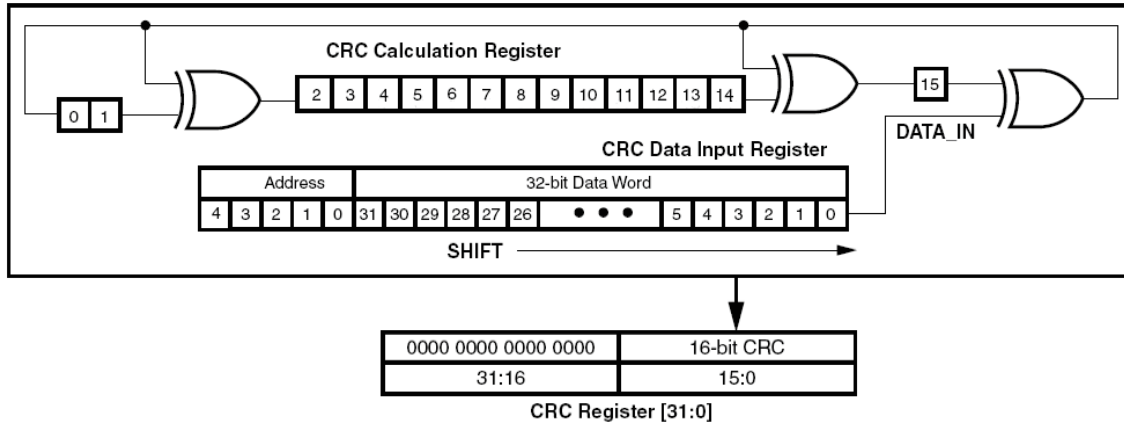 CRC Calculation Register
2 3 4 5 6 7 8 9 10 11 12 13 14
15
0 1
DATA_IN
CRC Data Input Register
Address 32-bit Data Word
4 3 2 1 0 31 30 29 28 27 26 • • • 5 4 3 2 1 0
SHIFT
0000 0000 0000 0000 16-bit CRC
31:16 15:0
CRC Register [31:0]